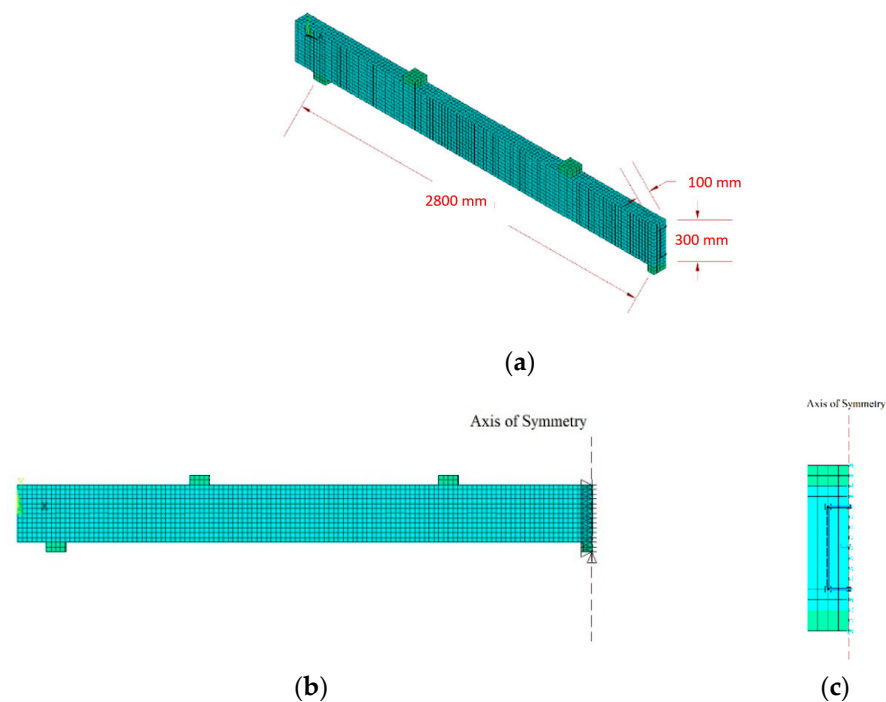 100 mm
2800 mm
300 mm
(a)
Axis of Symmetry
Axis of Symmetry
X
(b)
(c)